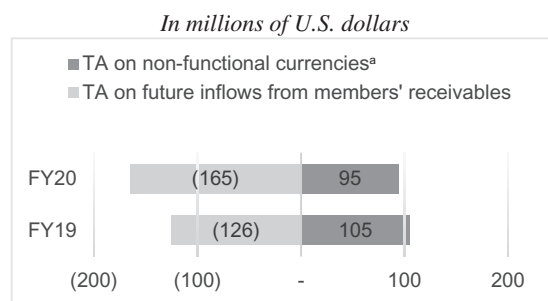 In millions of U.S. dollars
TA on non-functional currenciesª
TA on future inflows from members' receivables
FY20 (165) 95
FY19 (126) 105
(200) (100) - 100 200